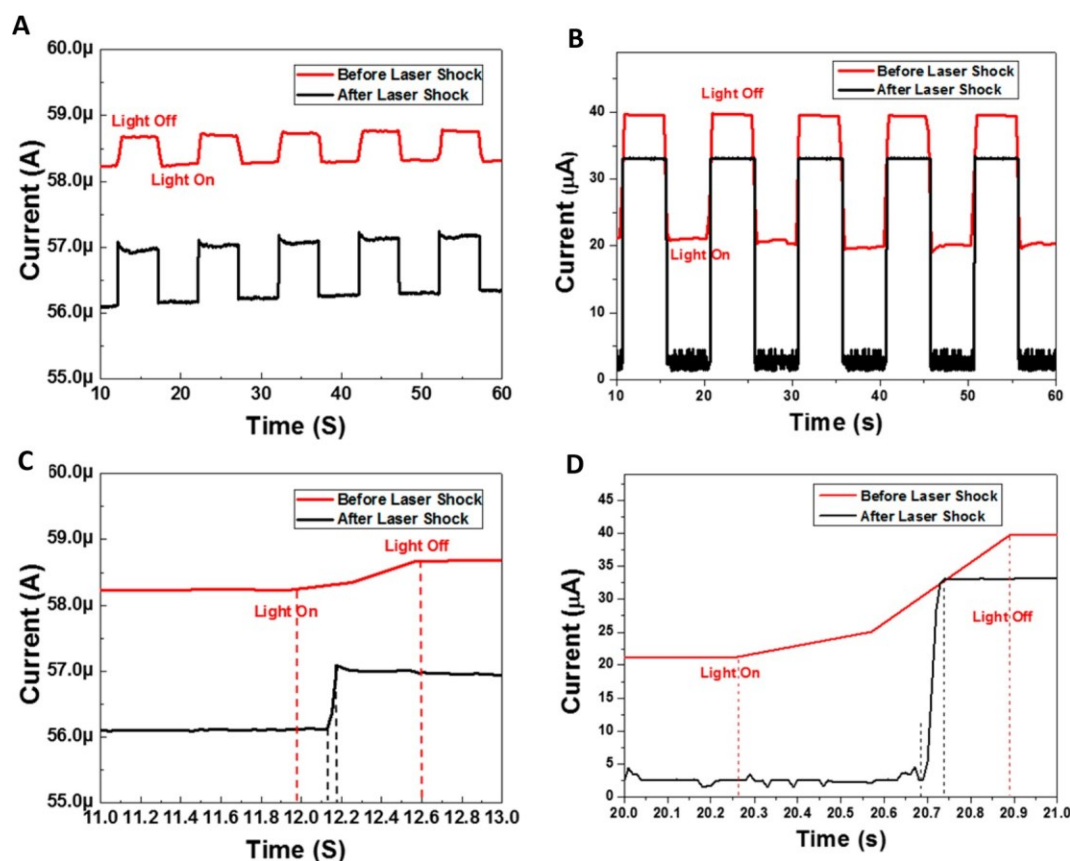 A
60.0μ
59.0μ
58.0μ
57.0μ
56.0μ
55.0μ
Current (A)
Before Laser Shock
After Laser Shock
Light Off
Light On
10 20 30 40 50 60
Time (S)
B
40
30
20
10
0
Current (μA)
Before Laser Shock
After Laser Shock
Light Off
Light On
10 20 30 40 50 60
Time (s)
C
60.0μ
59.0μ
58.0μ
57.0μ
56.0μ
55.0μ
Current (A)
Before Laser Shock
After Laser Shock
Light Off
Light On
11.0 11.2 11.4 11.6 11.8 12.0 12.2 12.4 12.6 12.8 13.0
Time (S)
D
45
40
35
30
25
20
15
10
5
0
Current (μA)
Before Laser Shock
After Laser Shock
Light On
Light Off
20.0 20.1 20.2 20.3 20.4 20.5 20.6 20.7 20.8 20.9 21.0
Time (s)